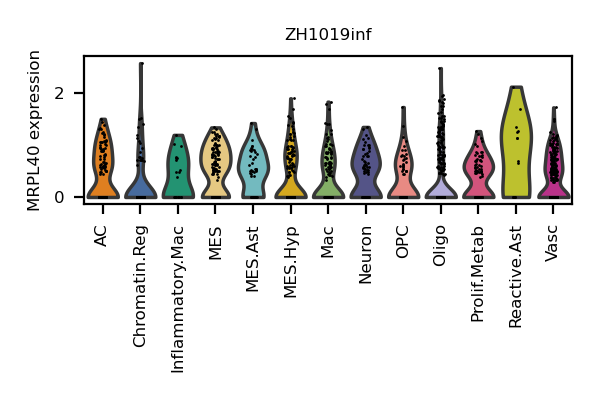 ZH1019inf
MRPL40 expression
2
0
AC
Chromatin.Reg
Inflammatory.Mac
MES
MES.Ast
MES.Hyp
Mac
Neuron
OPC
Oligo
Prolif.Metab
Reactive.Ast
Vasc